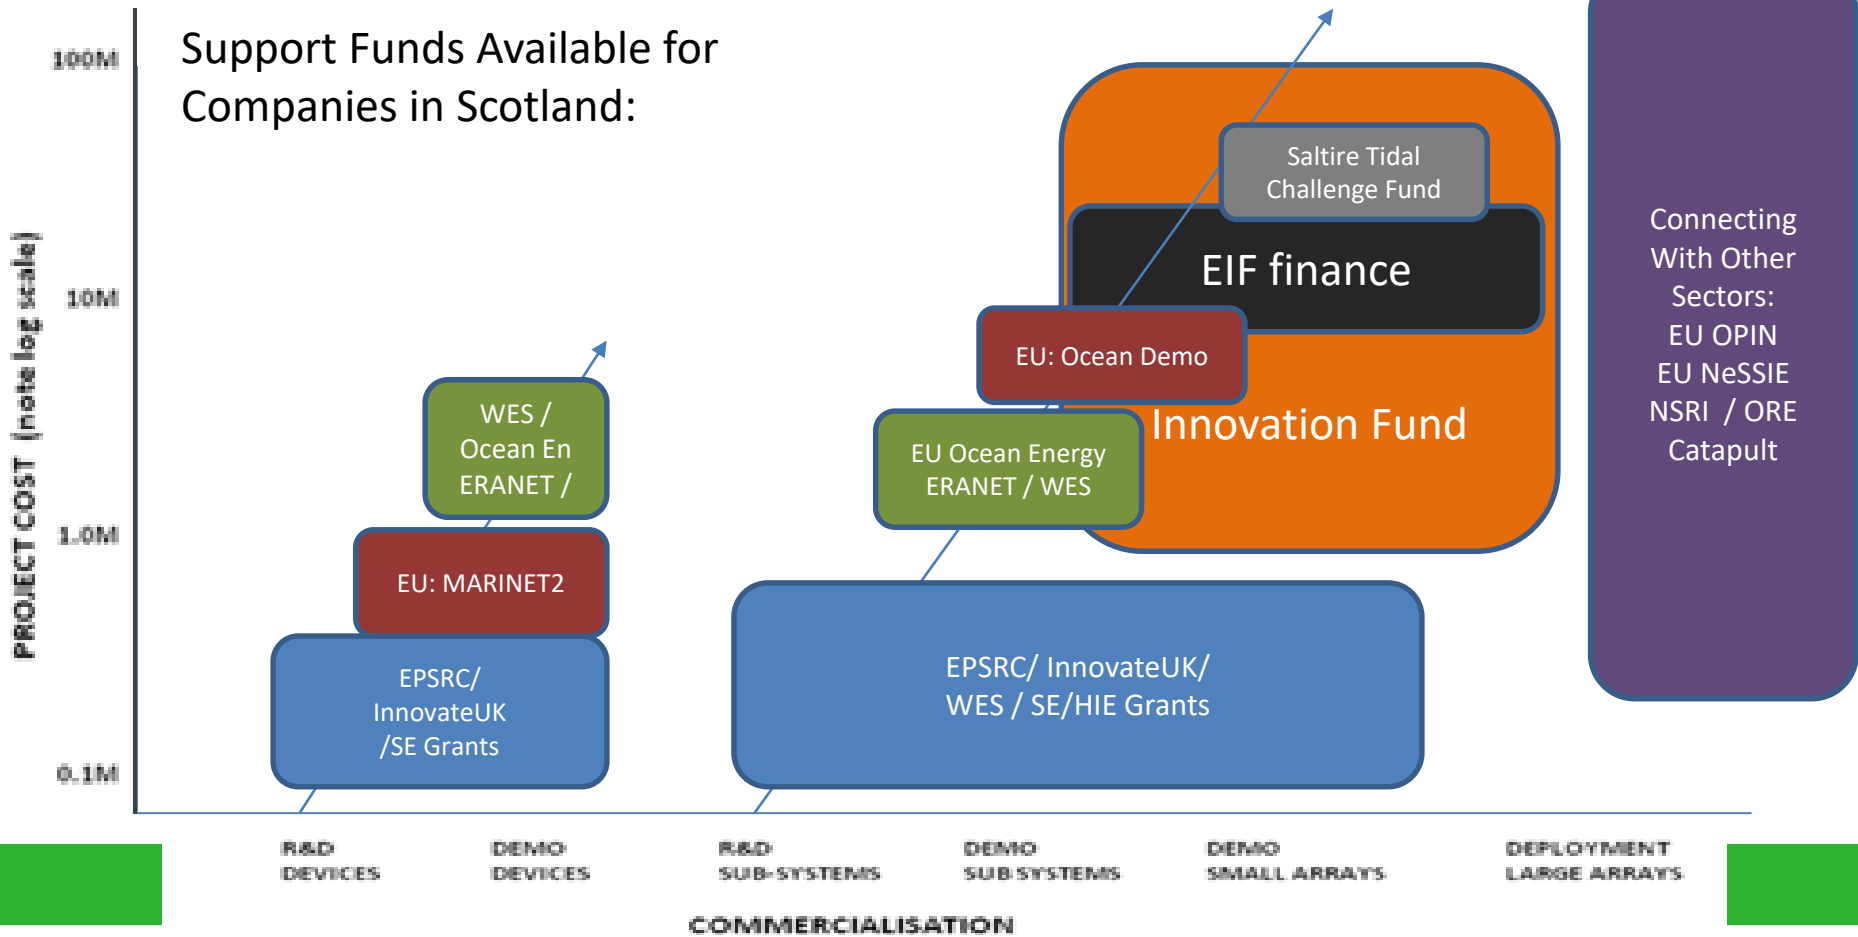 Support Funds Available for
Companies in Scotland:
100M
10M
1.0M
0.1M
PROJECT COST (note log scale)
WES /
Ocean En
ERANET /
EU: MARINET2
EPSRC/
InnovateUK
/SE Grants
Saltire Tidal
Challenge Fund
EIF finance
EU: Ocean Demo
Innovation Fund
EU Ocean Energy
ERANET / WES
EPSRC/ InnovateUK/
WES / SE/HIE Grants
Connecting
With Other
Sectors:
EU OPIN
EU NeSSIE
NSRI / ORE
Catapult
R&D
DEVICES
DEMO
DEVICES
R&D
SUB-SYSTEMS
DEMO
SUB SYSTEMS
DEMO
SMALL ARRAYS
DEPLOYMENT
LARGE ARRAYS
COMMERCIALISATION